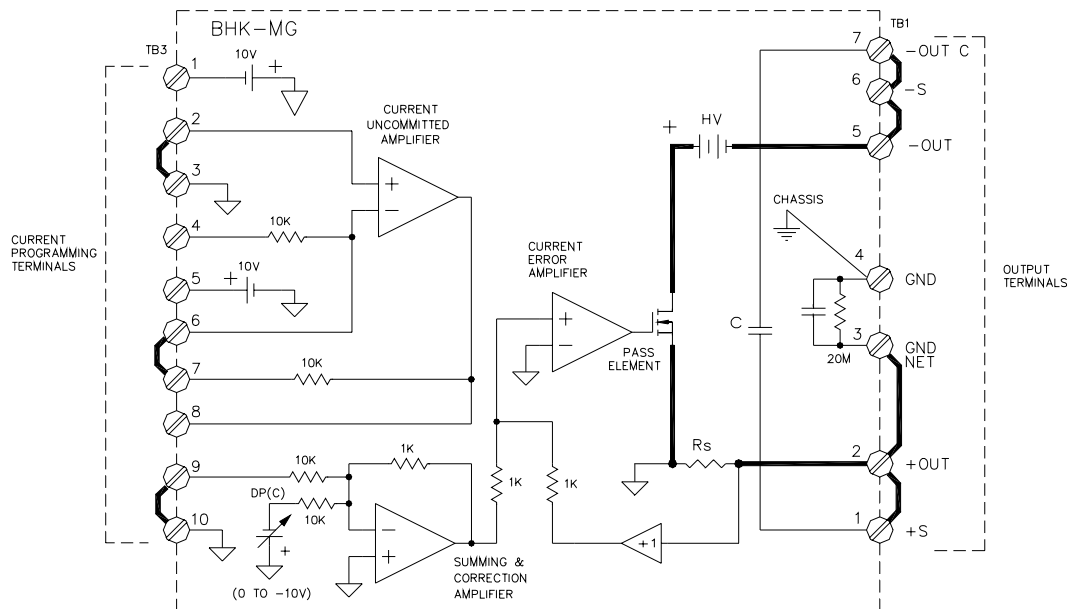 BHK-MG
TB3
TB1
1
10V
+
2
3
4
10K
5
+
10V
6
7
10K
8
9
10K
10
CURRENT
PROGRAMMING
TERMINALS
CURRENT
UNCOMMITTED
AMPLIFIER
+
−
DP(C)
10K
+
(0 TO -10V)
1K
−
+
SUMMING &
CORRECTION
AMPLIFIER
1K
1K
+1
CURRENT
ERROR
AMPLIFIER
+
−
PASS
ELEMENT
+
HV
Rs
C
CHASSIS
20M
7
-OUT C
6
-S
5
-OUT
4
GND
3
GND
NET
2
+OUT
1
+S
OUTPUT
TERMINALS